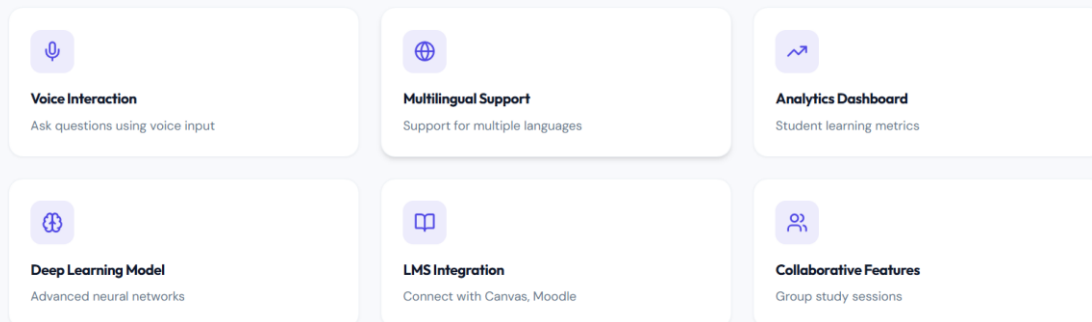 Voice Interaction
Ask questions using voice input
Multilingual Support
Support for multiple languages
Analytics Dashboard
Student learning metrics
Deep Learning Model
Advanced neural networks
LMS Integration
Connect with Canvas, Moodle
Collaborative Features
Group study sessions